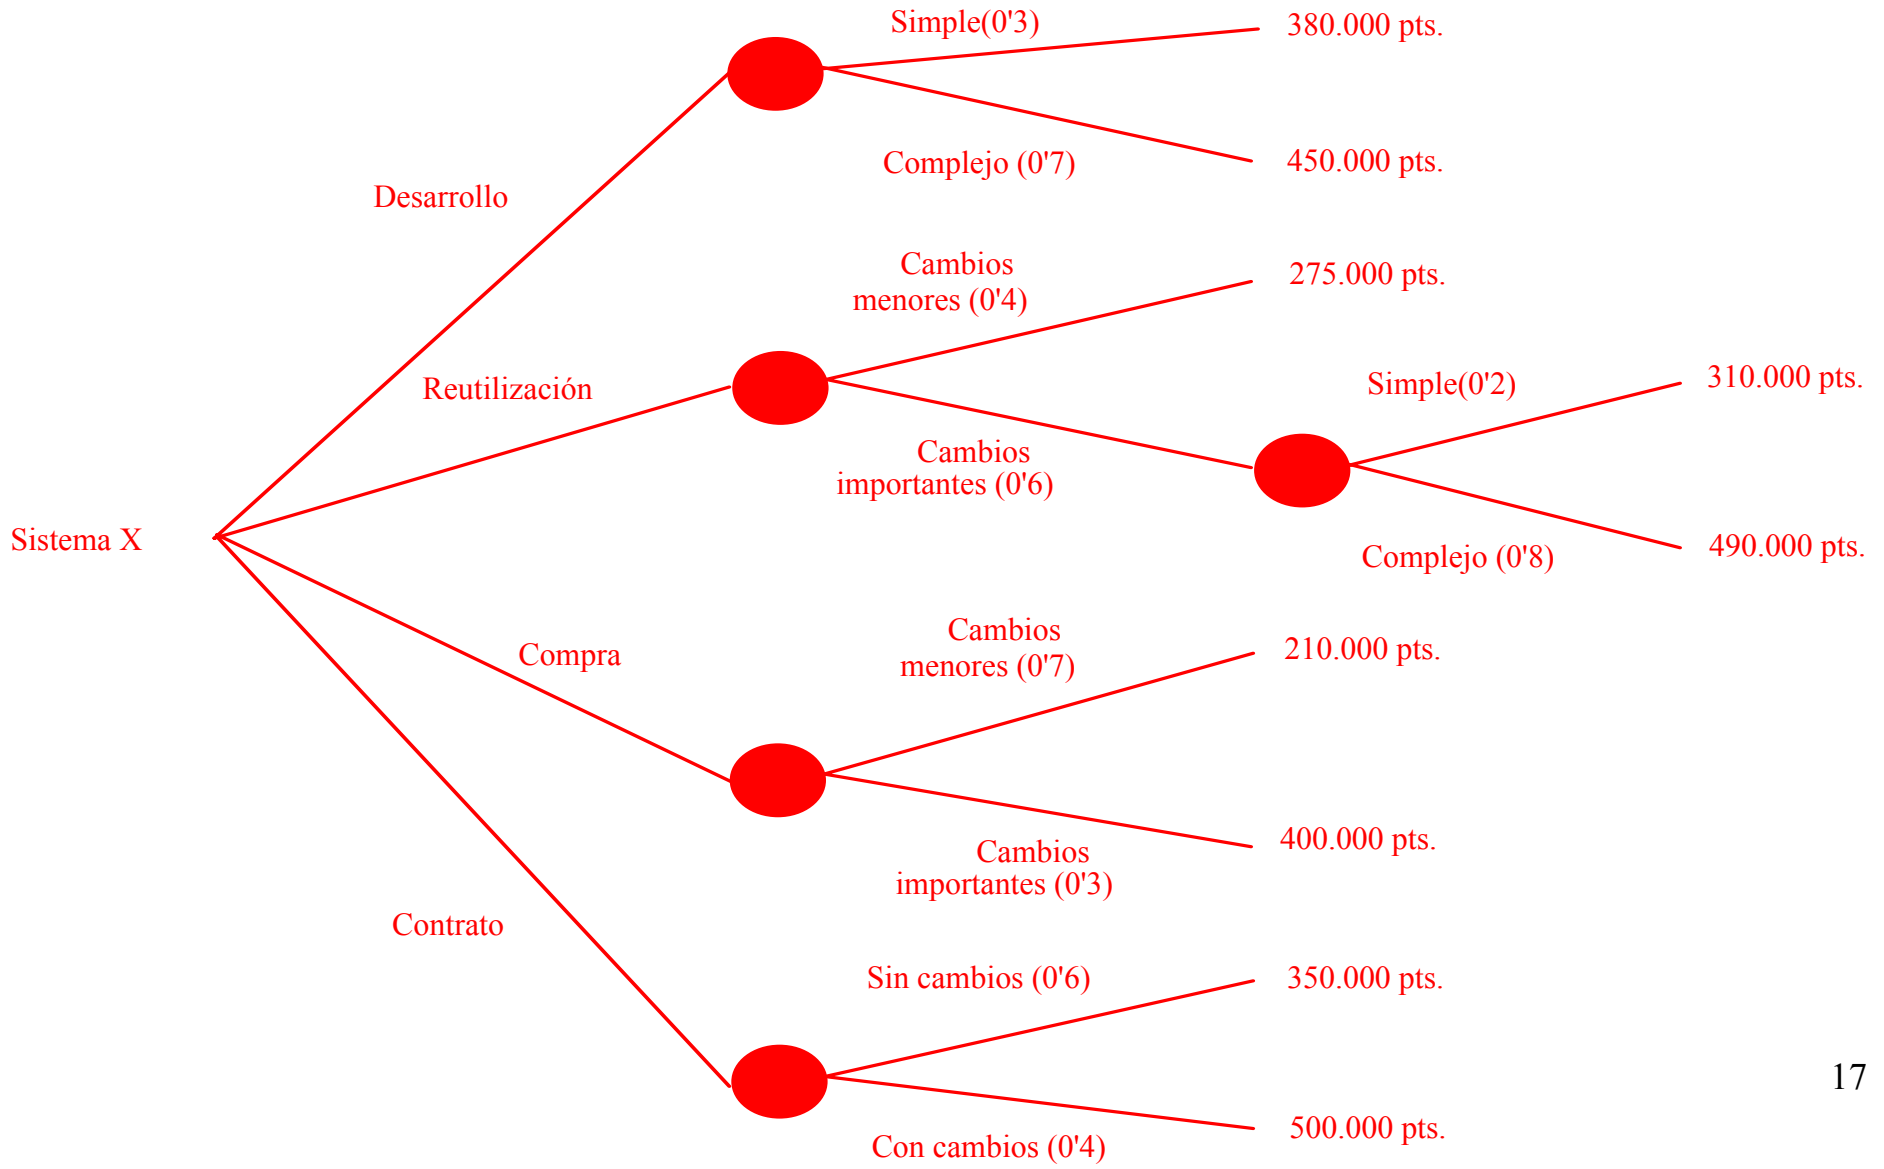 Simple(0'3)
380.000 pts.
Complejo (0'7)
450.000 pts.
Desarrollo
Cambios
menores (0'4)
275.000 pts.
Reutilización
Simple(0'2)
310.000 pts.
Cambios
importantes (0'6)
Sistema X
Complejo (0'8)
490.000 pts.
Compra
Cambios
menores (0'7)
210.000 pts.
Cambios
importantes (0'3)
400.000 pts.
Contrato
Sin cambios (0'6)
350.000 pts.
Con cambios (0'4)
500.000 pts.
17